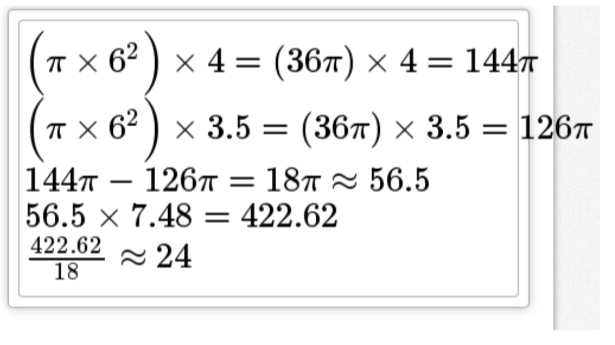 (π × 6²) × 4 = (36π) × 4 = 144π
(π × 6²) × 3.5 = (36π) × 3.5 = 126π
144π − 126π = 18π ≈ 56.5
56.5 × 7.48 = 422.62
422.62/18 ≈ 24